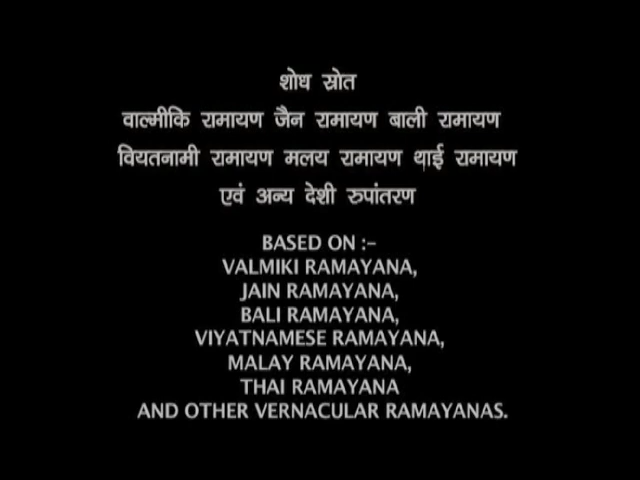 शोध स्रोत
वाल्मीकि रामायण जैन रामायण बाली रामायण
वियतनामी रामायण मलय रामायण थाई रामायण
एवं अन्य देशी रुपांतरण
BASED ON :-
VALMIKI RAMAYANA,
JAIN RAMAYANA,
BALI RAMAYANA,
VIYATNAMESE RAMAYANA,
MALAY RAMAYANA,
THAI RAMAYANA
AND OTHER VERNACULAR RAMAYANAS.